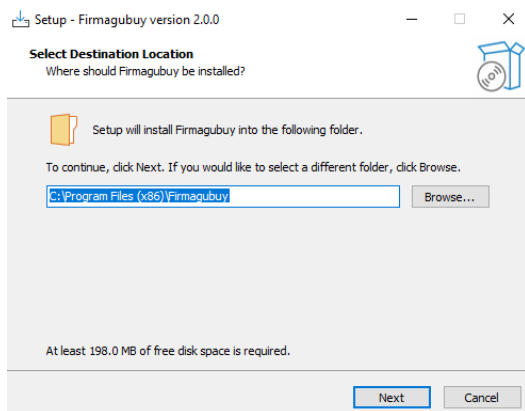 Setup - Firmagubuy version 2.0.0
Select Destination Location
Where should Firmagubuy be installed?
Setup will install Firmagubuy into the following folder.
To continue, click Next. If you would like to select a different folder, click Browse.
C:\Program Files (x86)\Firmagubuy
Browse...
At least 198.0 MB of free disk space is required.
Next
Cancel